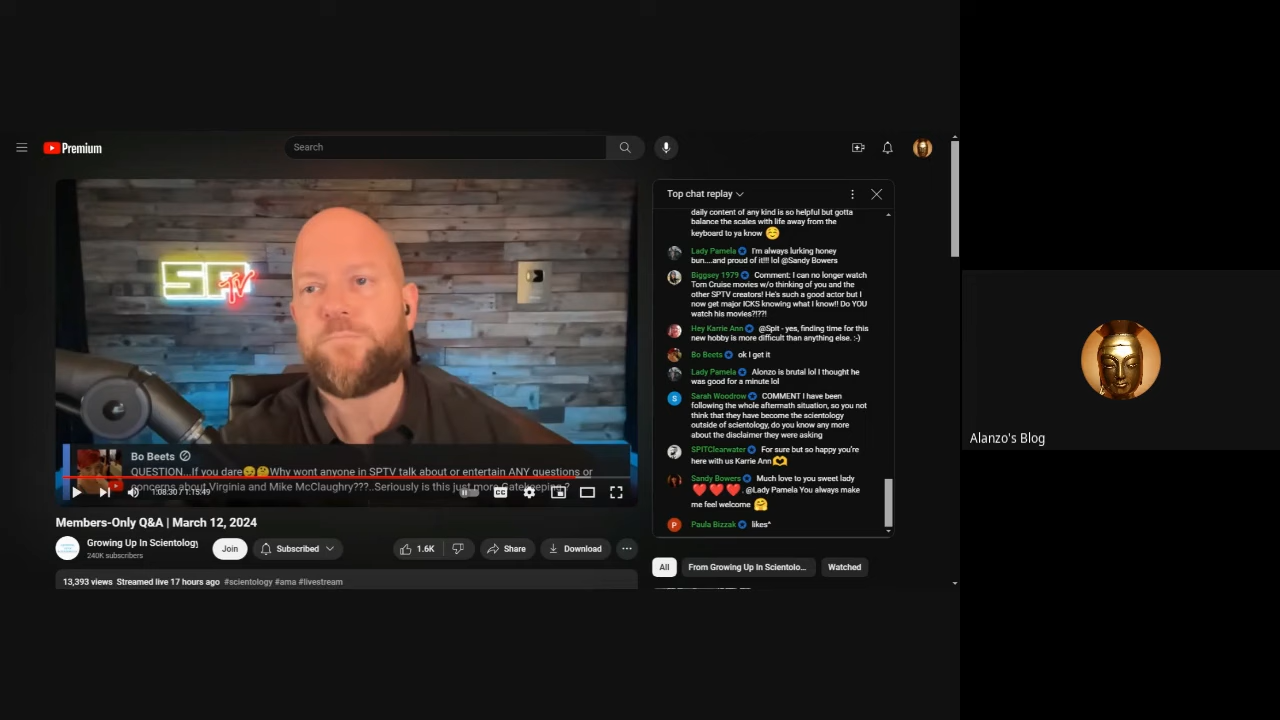 Premium
Search
SPTV
Bo Beets
QUESTION...If you dare😣🤔Why wont anyone in SPTV talk about or entertain ANY questions or
concerns about Virginia and Mike McClaughry???..Seriously is this just more Gatekeeping ?
1:08:30 / 1:15:49
CC
Members-Only Q&A | March 12, 2024
Growing Up In Scientology
240K subscribers
Join
Subscribed
1.6K
Share
Download
13,393 views Streamed live 17 hours ago #scientology #ama #livestream
Top chat replay
daily content of any kind is so helpful but gotta
balance the scales with life away from the
keyboard to ya know ☺️
Lady Pamela I'm always lurking honey
bun....and proud of it!!! lol @Sandy Bowers
Biggsey 1979 Comment: I can no longer watch
Tom Cruise movies w/o thinking of you and the
other SPTV creators! He's such a good actor but I
now get major ICKS knowing what I know!! Do YOU
watch his movies?!?!
Hey Karrie Ann @Spit - yes, finding time for this
new hobby is more difficult than anything else. :-)
Bo Beets ok I get it
Lady Pamela Alonzo is brutal lol I thought he
was good for a minute lol
S
Sarah Woodrow COMMENT I have been
following the whole aftermath situation, so you not
think that they have become the scientology
outside of scientology, do you know any more
about the disclaimer they were asking
SPITClearwater For sure but so happy you're
here with us Karrie Ann🫶
Sandy Bowers Much love to you sweet lady
❤️❤️❤️, @Lady Pamela You always make
me feel welcome 🤗
P
Paula Bizzak likes*
All
From Growing Up In Scientolo...
Watched
Alanzo's Blog